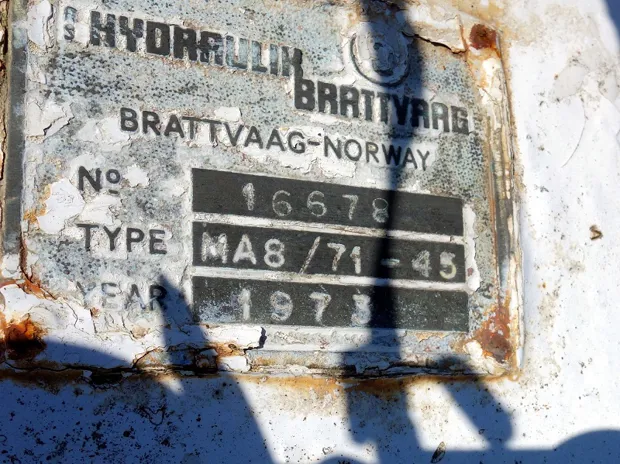 A/S HYDRAULIK
BRATTVAAG
BRATTVAAG-NORWAY
No 16678
TYPE MA8/71-45
YEAR 1973